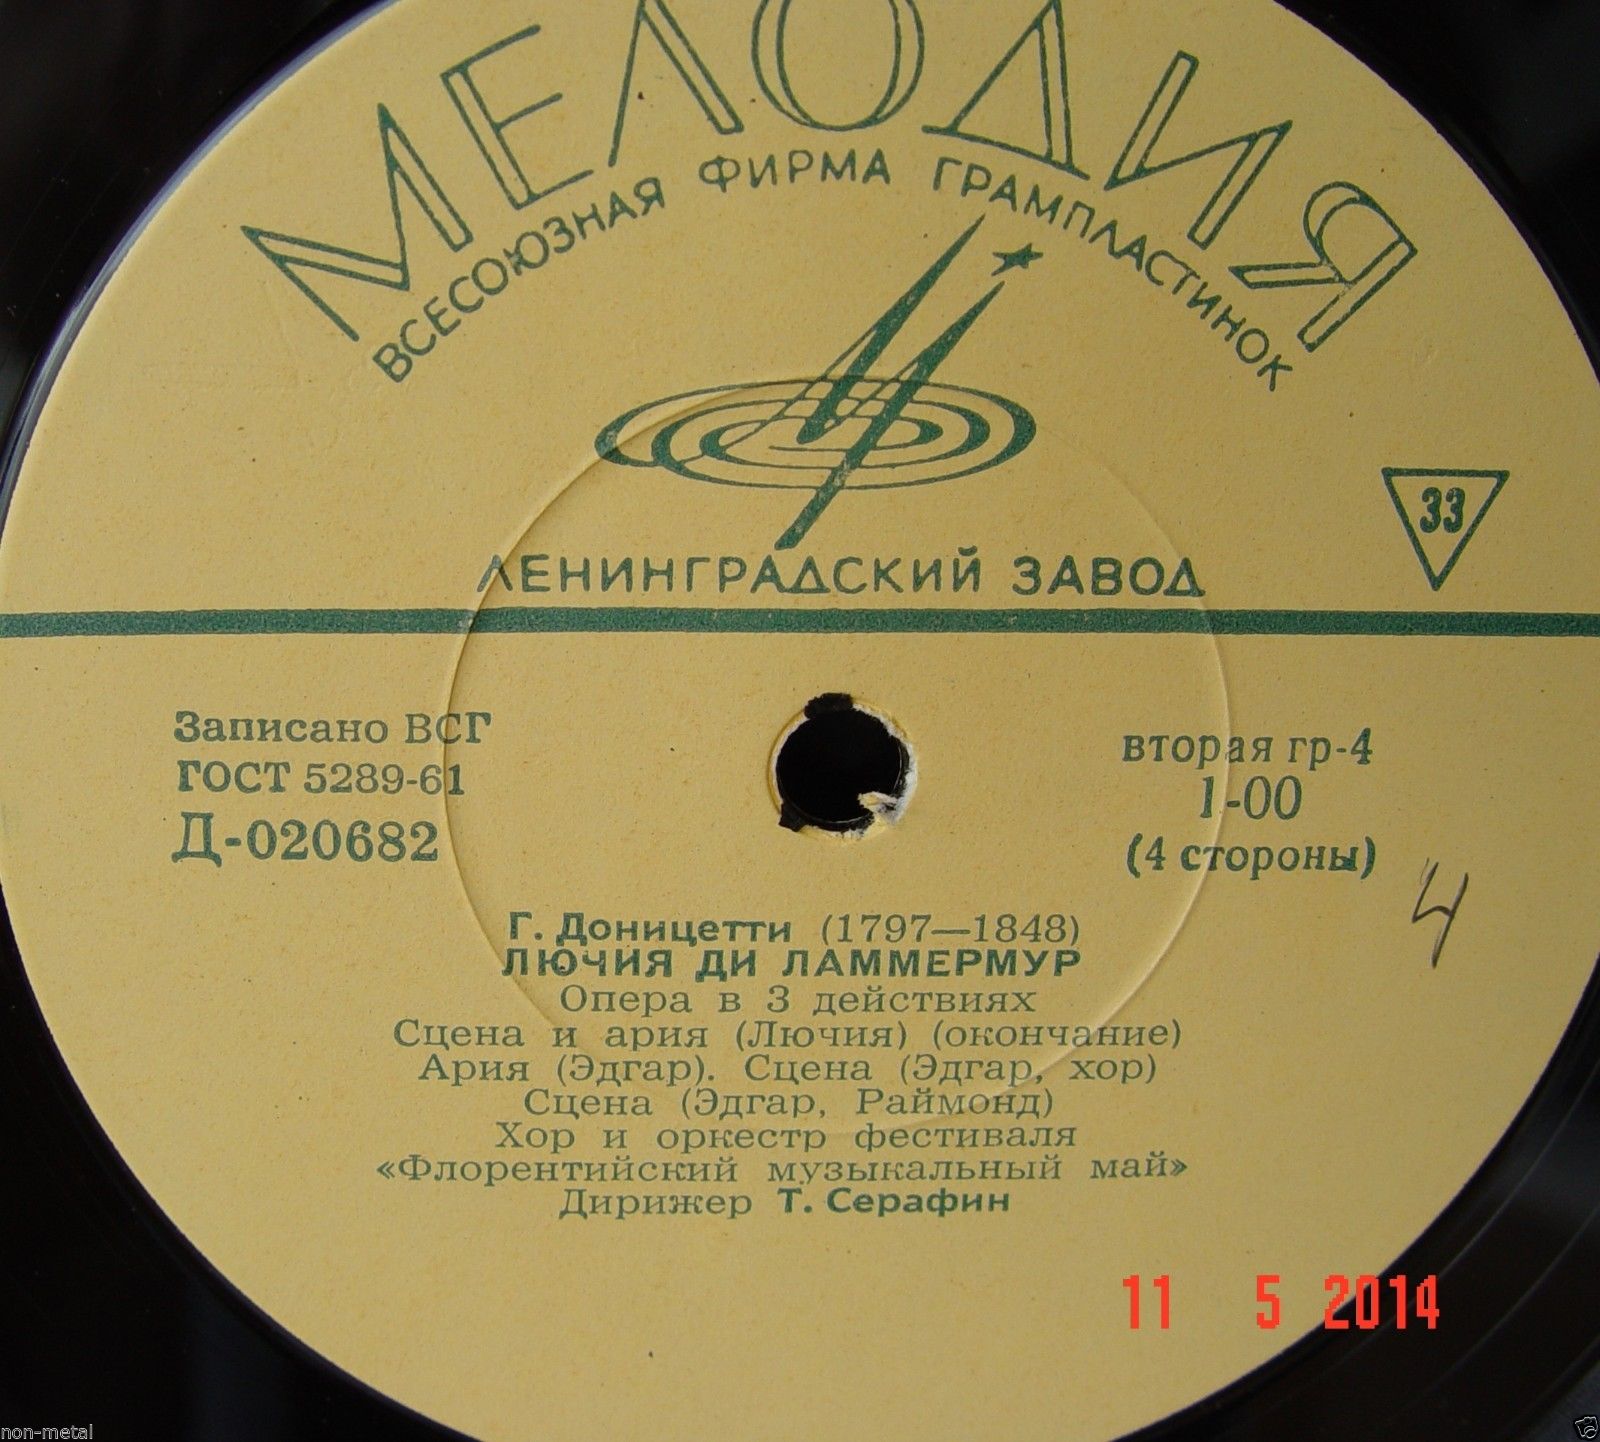 МЕЛОДИЯ
ВСЕСОЮЗНАЯ ФИРМА ГРАМПЛАСТИНОК
33
ЛЕНИНГРАДСКИЙ ЗАВОД
Записано ВСГ
ГОСТ 5289-61
Д-020682
вторая гр-4
1-00
(4 стороны)
4
Г. Доницетти (1797—1848)
ЛЮЧИЯ ДИ ЛАММЕРМУР
Опера в 3 действиях
Сцена и ария (Лючия) (окончание)
Ария (Эдгар). Сцена (Эдгар, хор)
Сцена (Эдгар, Раймонд)
Хор и оркестр фестиваля
«Флорентийский музыкальный май»
Дирижер Т. Серафин
11 5 2014
non-metal